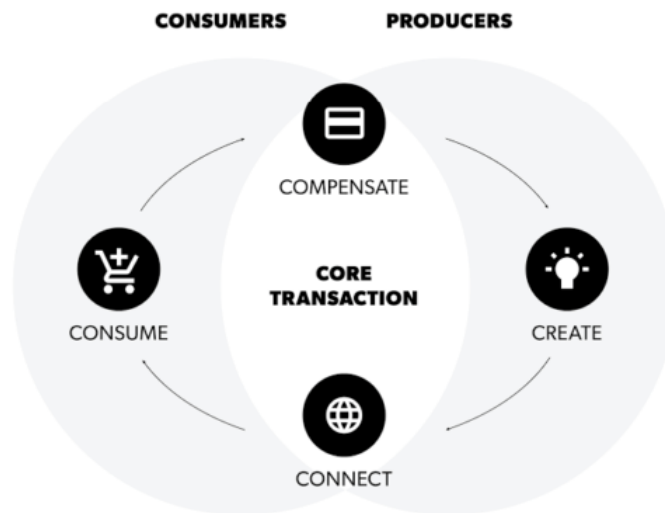 CONSUMERS
PRODUCERS
COMPENSATE
CORE
TRANSACTION
CONSUME
CREATE
CONNECT